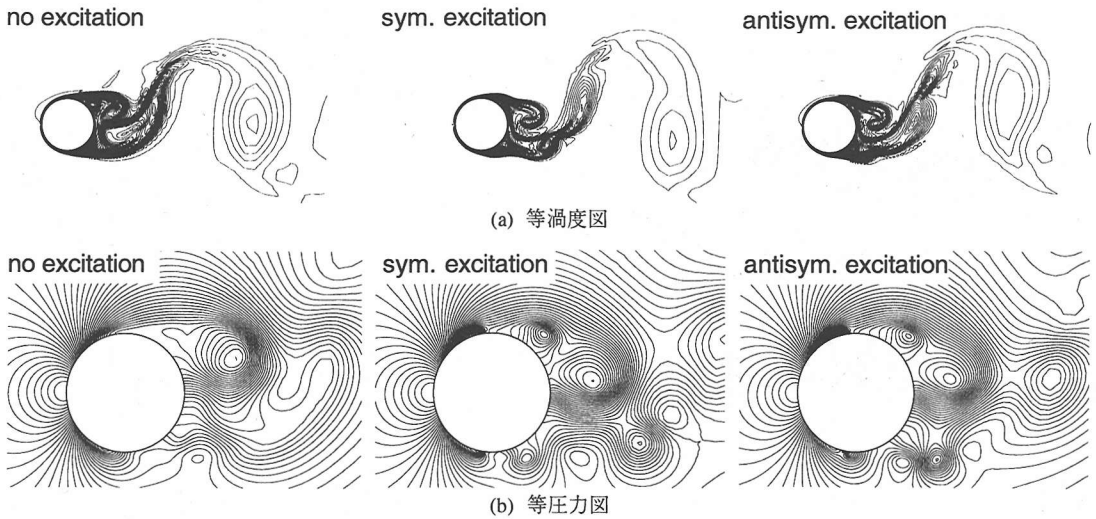 no excitation
sym. excitation
antisym. excitation
(a) 等渦度図
no excitation
sym. excitation
antisym. excitation
(b) 等圧力図